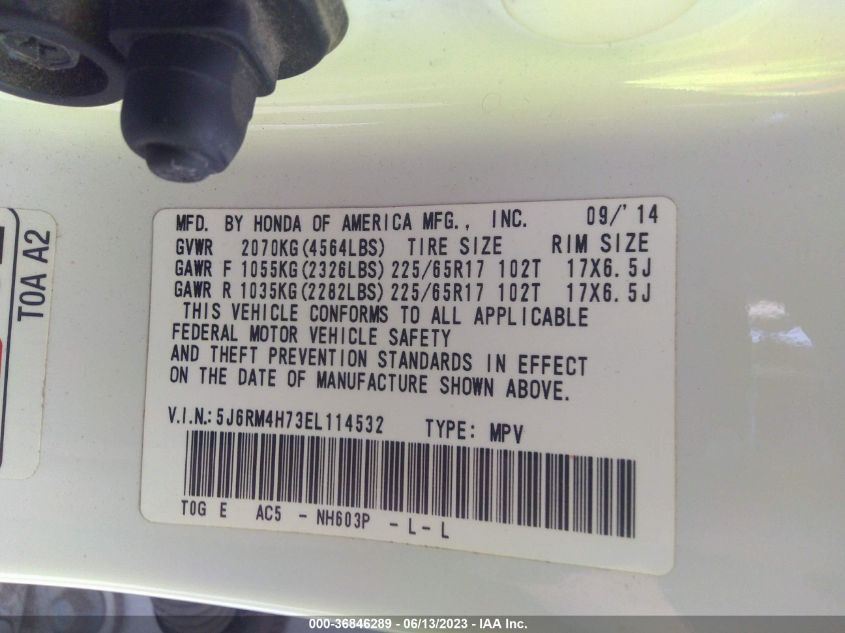 MFD. BY HONDA OF AMERICA MFG., INC. 09/'14
GVWR 2070KG(4564LBS) TIRE SIZE RIM SIZE
GAWR F 1055KG(2326LBS) 225/65R17 102T 17X6.5J
GAWR R 1035KG(2282LBS) 225/65R17 102T 17X6.5J
THIS VEHICLE CONFORMS TO ALL APPLICABLE
FEDERAL MOTOR VEHICLE SAFETY
AND THEFT PREVENTION STANDARDS IN EFFECT
ON THE DATE OF MANUFACTURE SHOWN ABOVE.
V.I.N.: 5J6RM4H73EL114532 TYPE: MPV
T0G E AC5 - NH603P - L - L
T0A A2
000-36846289 - 06/13/2023 - IAA Inc.